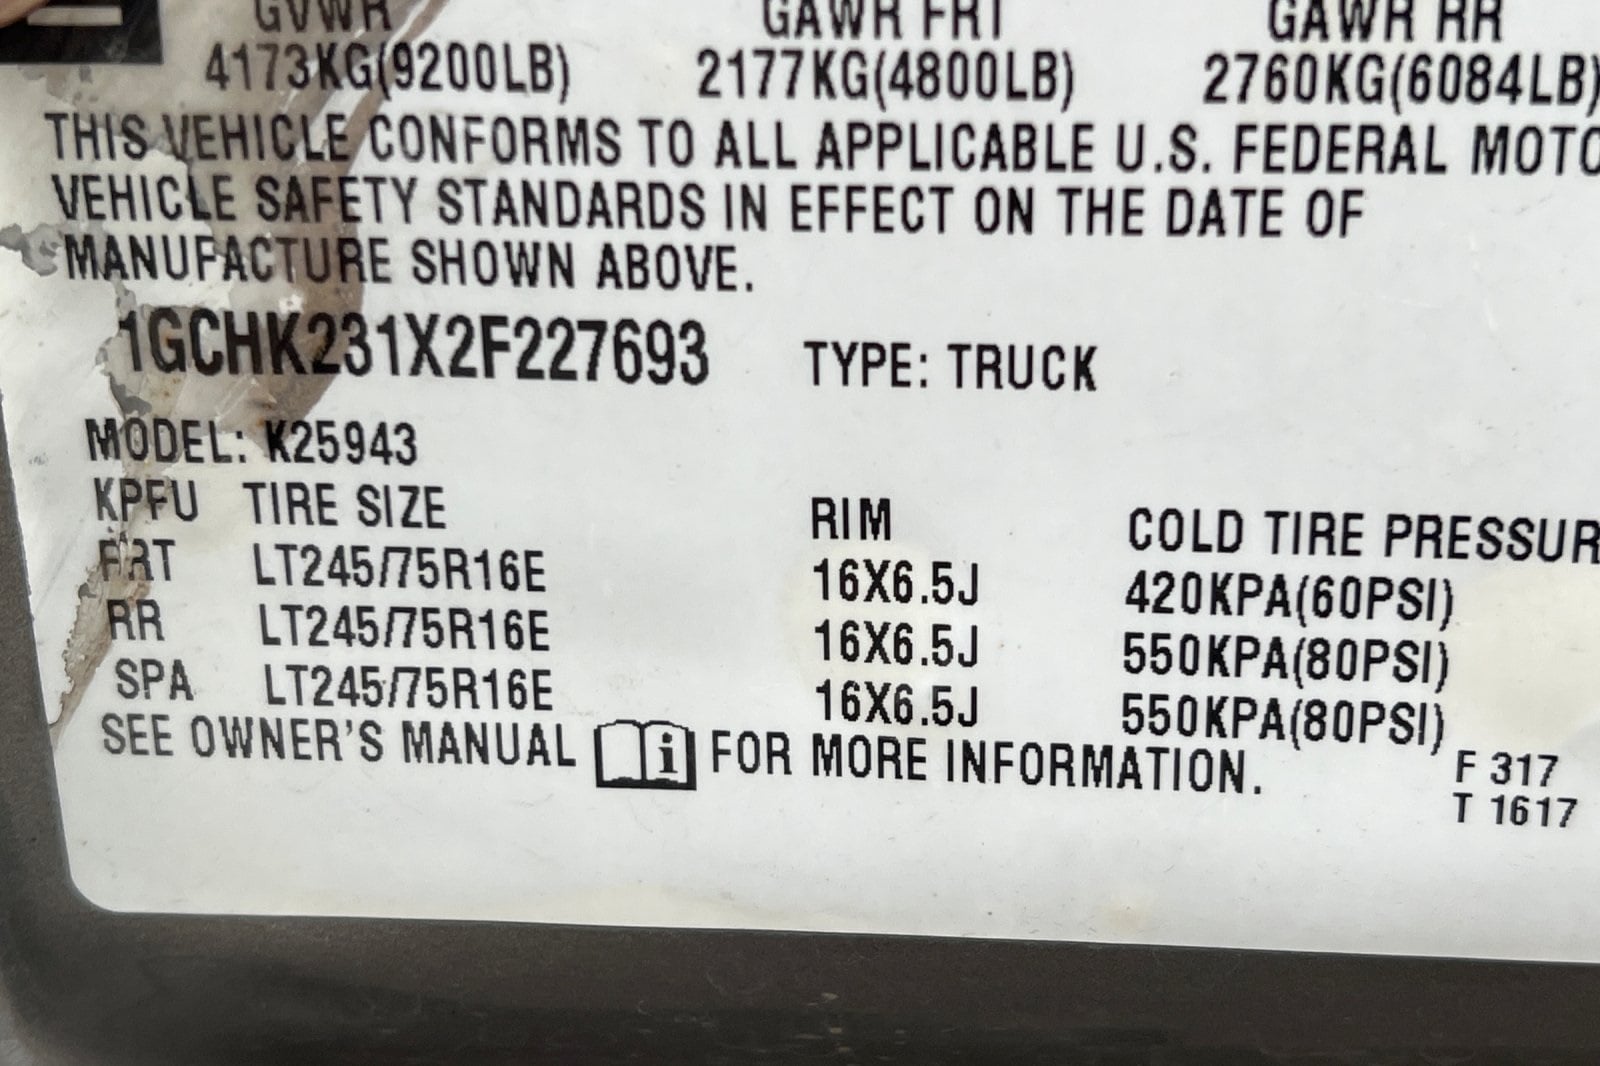 GVWR GAWR FRT GAWR RR
4173KG(9200LB) 2177KG(4800LB) 2760KG(6084LB)
THIS VEHICLE CONFORMS TO ALL APPLICABLE U.S. FEDERAL MOTO
VEHICLE SAFETY STANDARDS IN EFFECT ON THE DATE OF
MANUFACTURE SHOWN ABOVE.
1GCHK231X2F227693 TYPE: TRUCK
MODEL: K25943
KPFU TIRE SIZE RIM COLD TIRE PRESSUR
FRT LT245/75R16E 16X6.5J 420KPA(60PSI)
RR LT245/75R16E 16X6.5J 550KPA(80PSI)
SPA LT245/75R16E 16X6.5J 550KPA(80PSI)
SEE OWNER'S MANUAL i FOR MORE INFORMATION.
F 317
T 1617